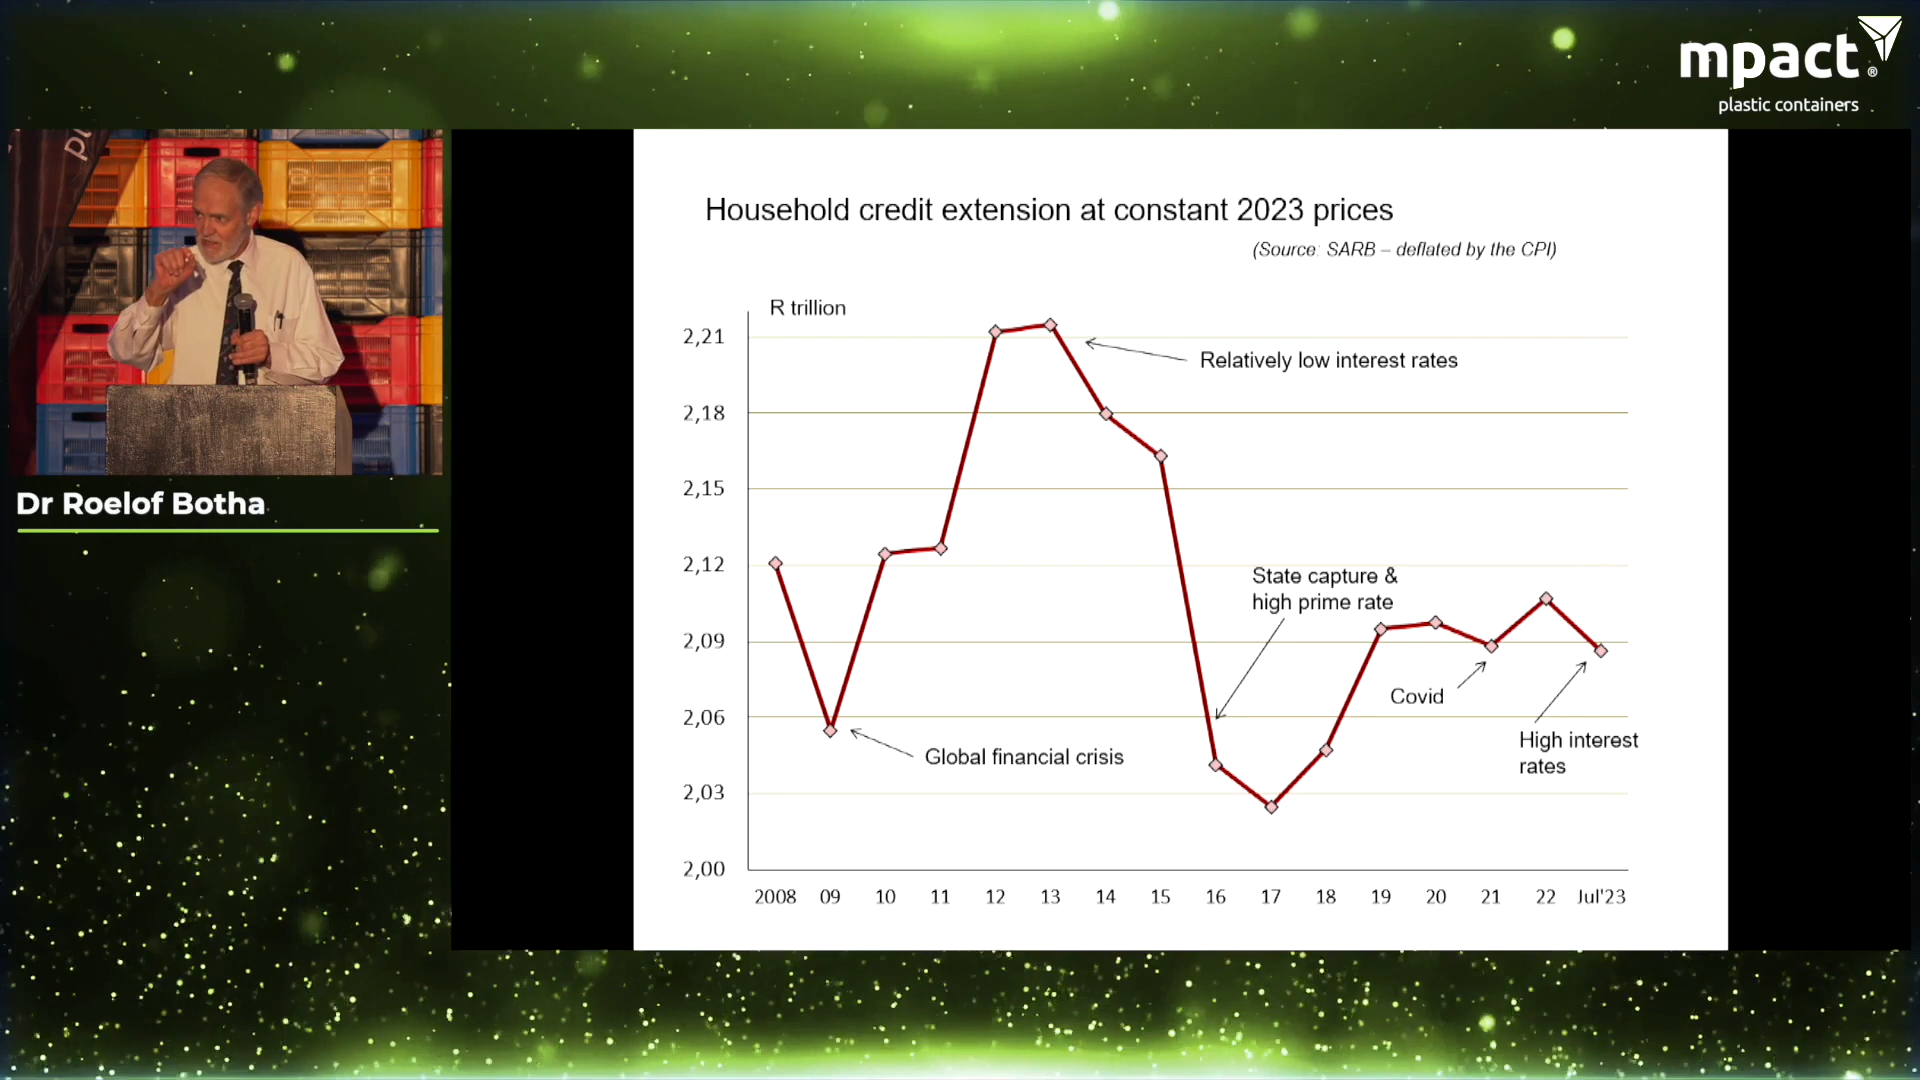 mpact®
plastic containers
pl
Dr Roelof Botha
Household credit extension at constant 2023 prices
(Source: SARB – deflated by the CPI)
R trillion
2,21
2,18
2,15
2,12
2,09
2,06
2,03
2,00
Relatively low interest rates
State capture &
high prime rate
Global financial crisis
Covid
High interest
rates
2008 09 10 11 12 13 14 15 16 17 18 19 20 21 22 Jul'23